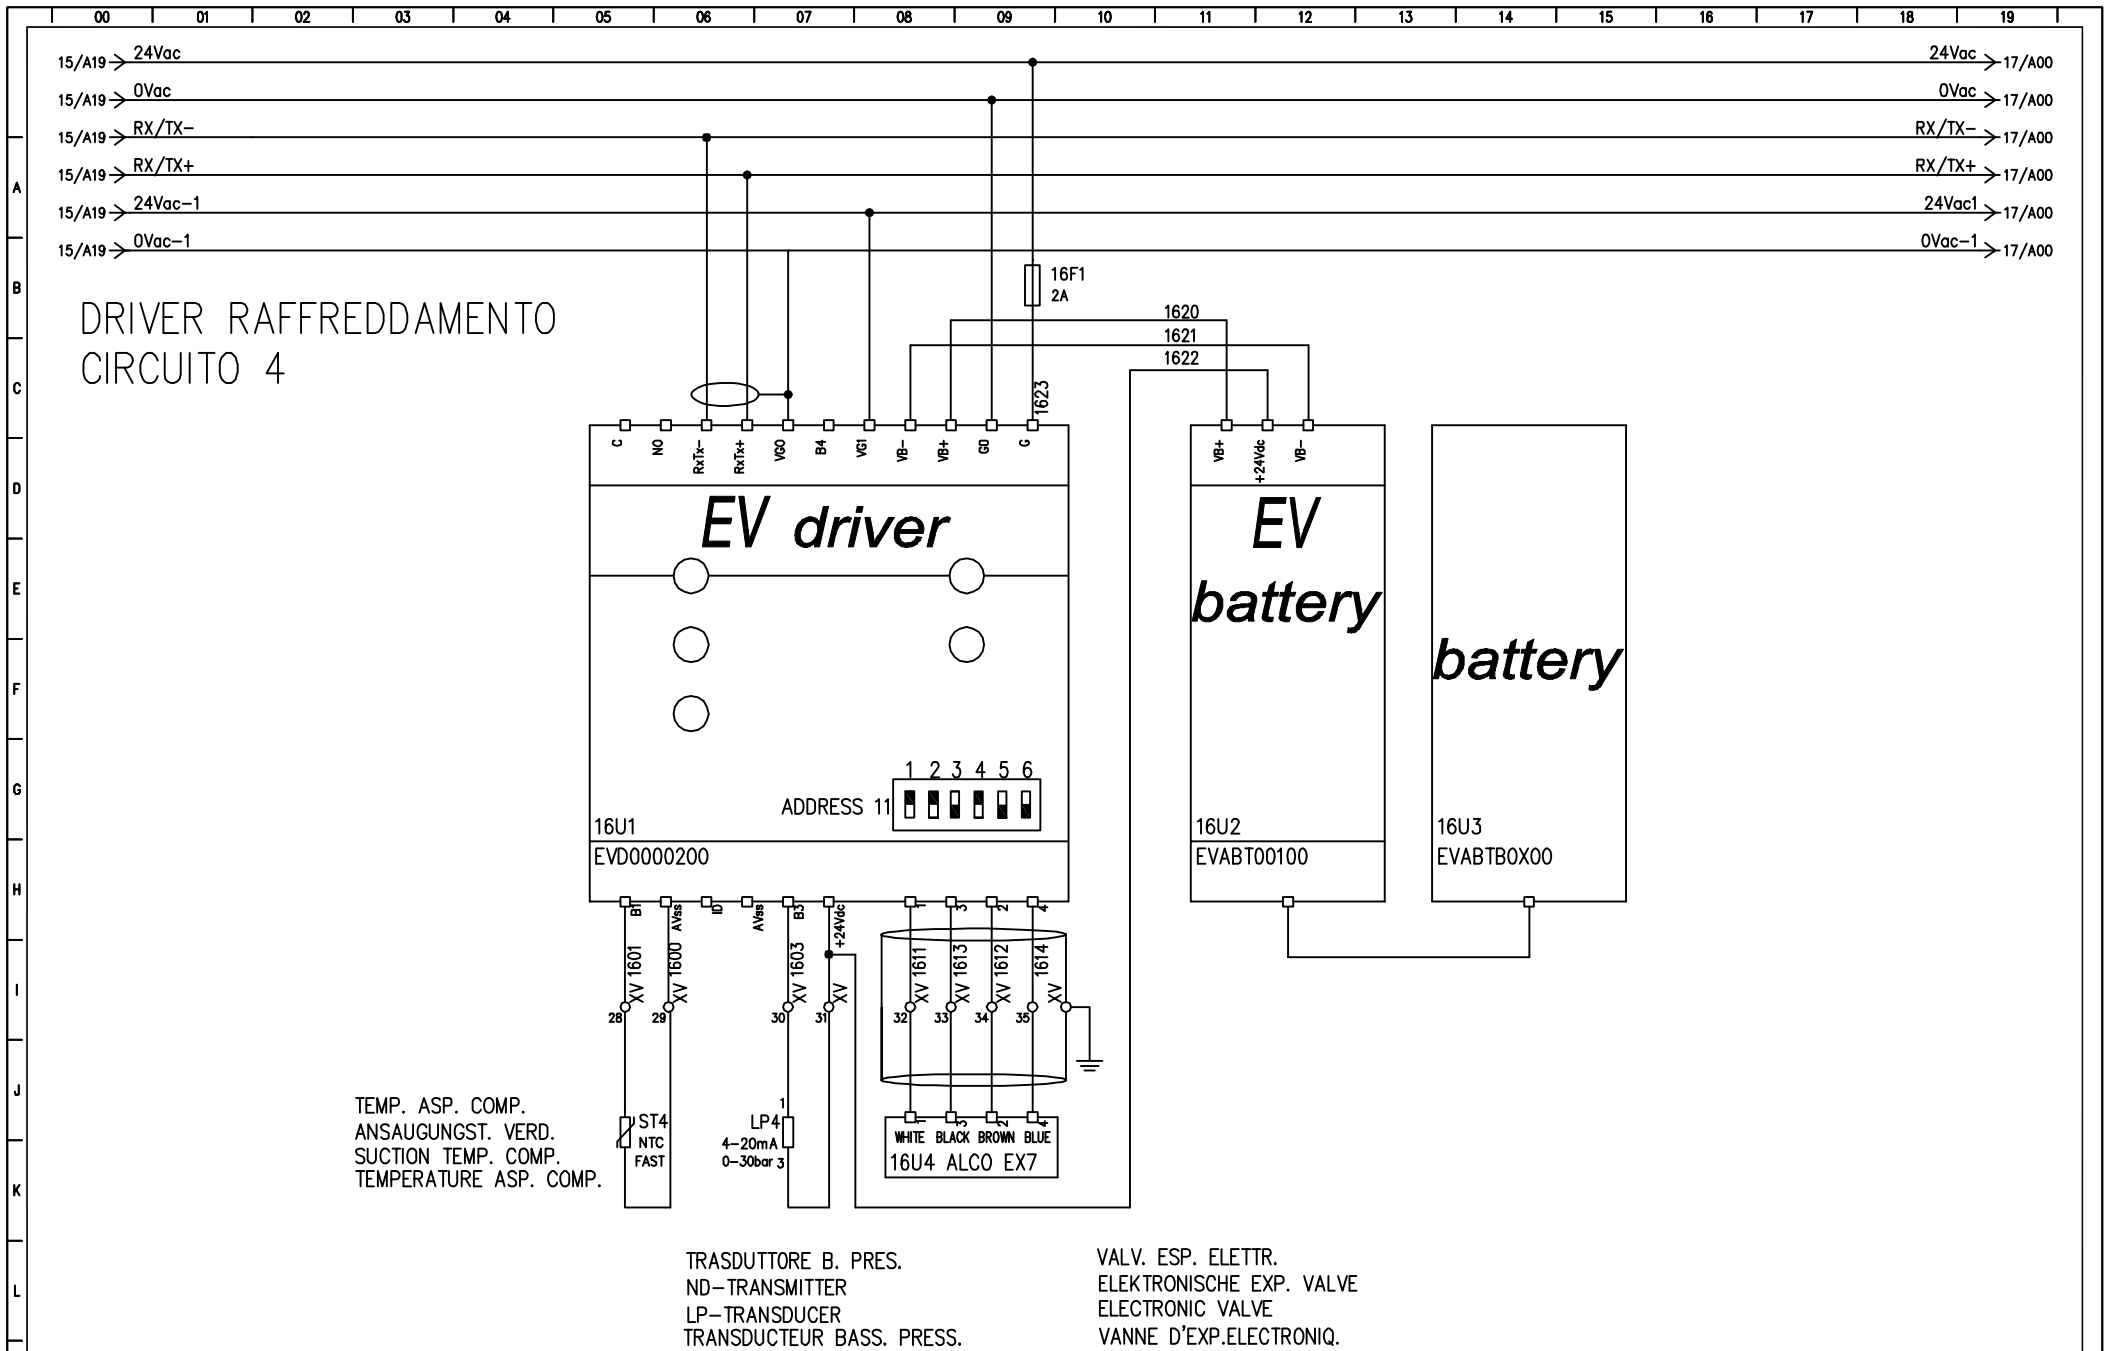 00 01 02 03 04 05 06 07 08 09 10 11 12 13 14 15 16 17 18 19
15/A19 24Vac 24Vac 17/A00
15/A19 0Vac 0Vac 17/A00
15/A19 RX/TX- RX/TX- 17/A00
15/A19 RX/TX+ RX/TX+ 17/A00
A
15/A19 24Vac-1 24Vac1 17/A00
15/A19 0Vac-1 0Vac-1 17/A00
B
16F1
2A
DRIVER RAFFREDDAMENTO
CIRCUITO 4
1620
1621
1622
C
1623
C NO RxTx- RxTx+ VG0 B4 VG1 VB- VB+ G0 G
VB+ +24Vdc VB-
D
EV driver
EV
battery
battery
E
F
G
1 2 3 4 5 6
ADDRESS 11
16U1
EVD0000200
16U2
EVABT00100
16U3
EVABTB0X00
H
B1 AVss ID AVss B3 +24Vdc 1 3 2 4
I
XV 1601 XV 1600 XV 1603 XV XV 1611 XV 1613 XV 1612 1614 XV
28 29 30 31 32 33 34 35
J
TEMP. ASP. COMP.
ANSAUGUNGST. VERD.
SUCTION TEMP. COMP.
TEMPERATURE ASP. COMP.
ST4
NTC
FAST
1
LP4
4-20mA
0-30bar 3
1 3 2 4
WHITE BLACK BROWN BLUE
16U4 ALCO EX7
K
L
TRASDUTTORE B. PRES.
ND-TRANSMITTER
LP-TRANSDUCER
TRANSDUCTEUR BASS. PRESS.
VALV. ESP. ELETTR.
ELEKTRONISCHE EXP. VALVE
ELECTRONIC VALVE
VANNE D'EXP.ELECTRONIQ.